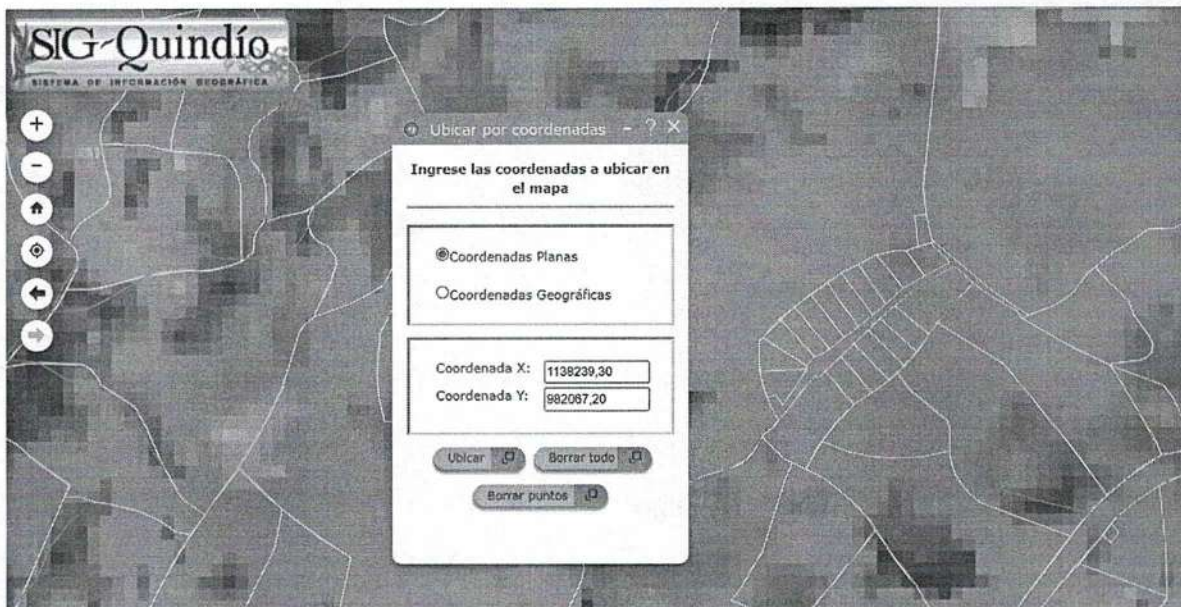 SIG-Quindío
SISTEMA DE INFORMACIÓN GEOGRÁFICA
Ubicar por coordenadas - ? X
Ingrese las coordenadas a ubicar en
el mapa
Coordenadas Planas
Coordenadas Geográficas
Coordenada X: 1138239,30
Coordenada Y: 982067,20
Ubicar
Borrar todo
Borrar puntos